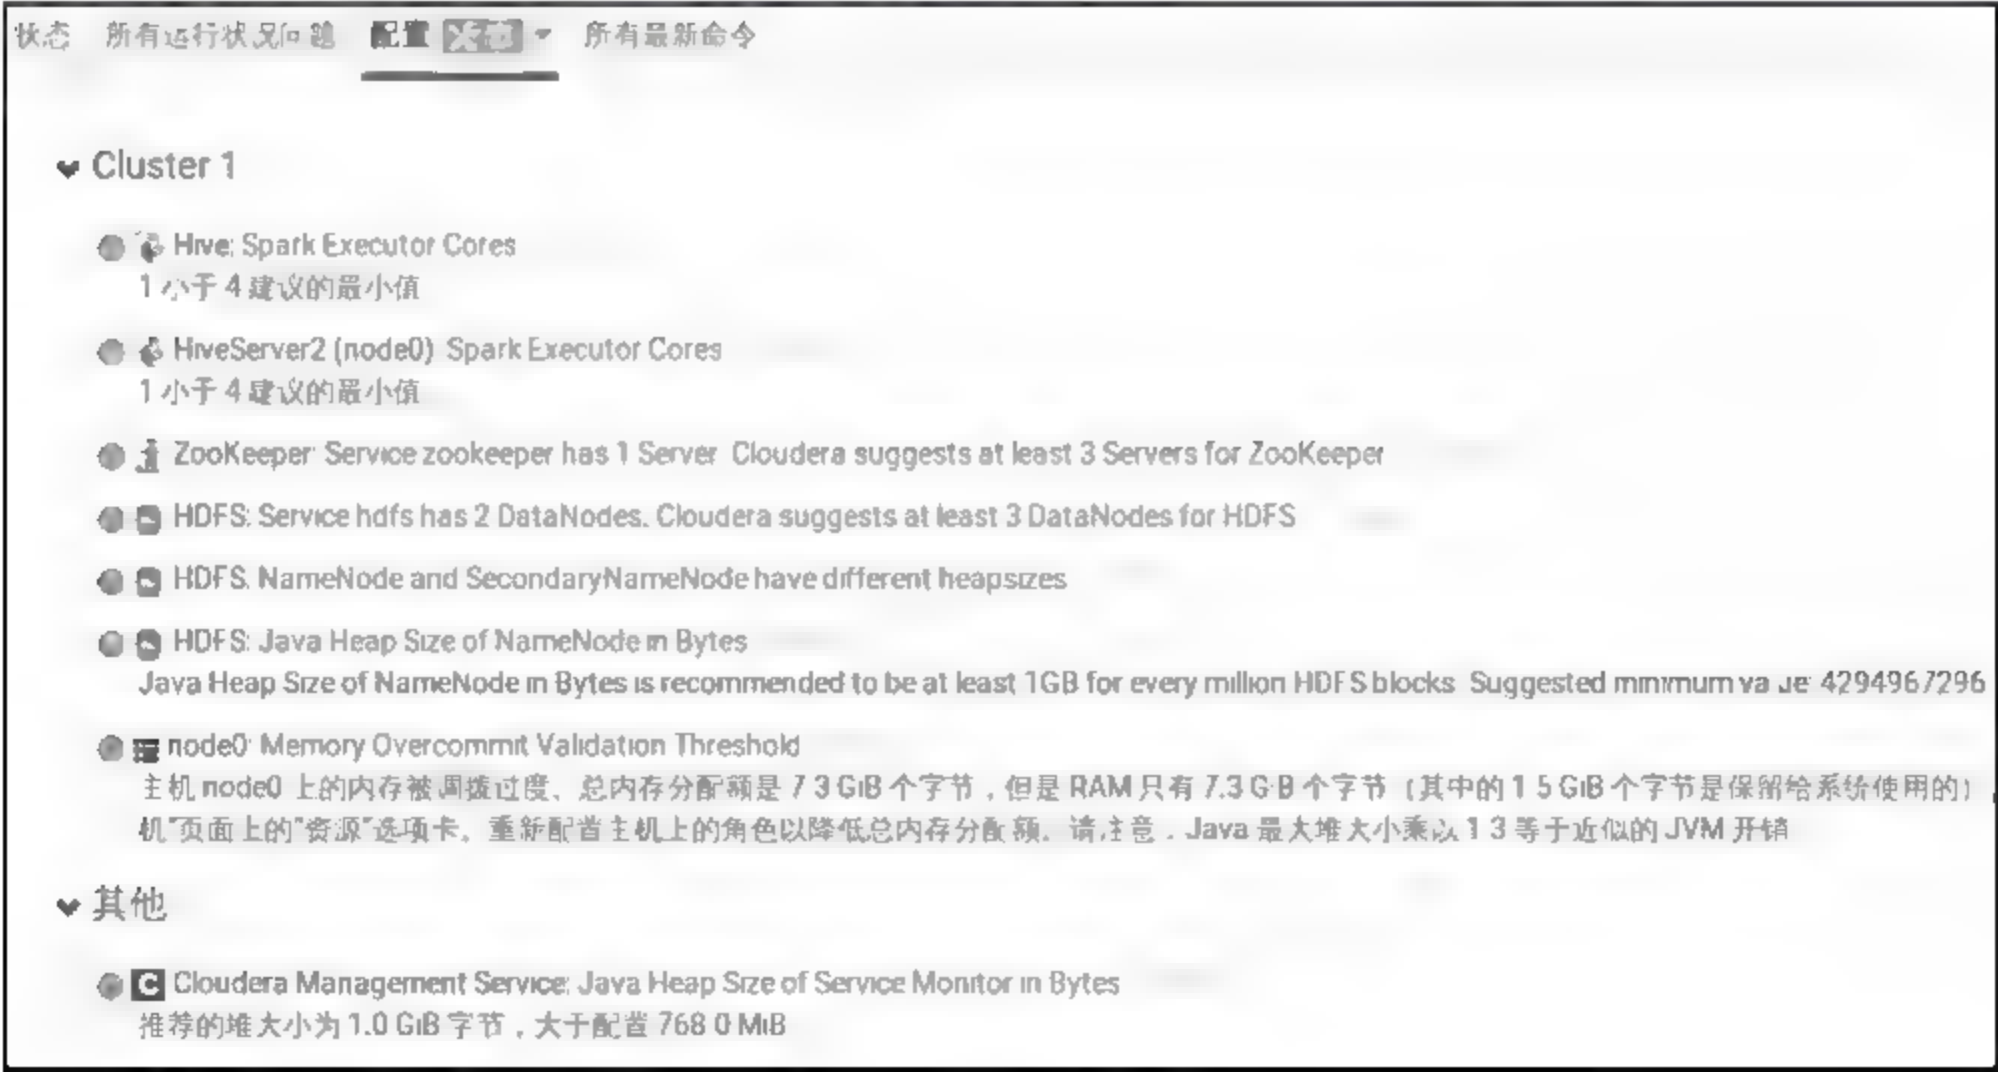 状态 所有运行状况问题 配置 所有最新命令
Cluster 1
Hive: Spark Executor Cores
1 小于 4 建议的最小值
HiveServer2 (node0) Spark Executor Cores
1 小于 4 建议的最小值
ZooKeeper: Service zookeeper has 1 Server Cloudera suggests at least 3 Servers for ZooKeeper
HDFS: Service hdfs has 2 DataNodes. Cloudera suggests at least 3 DataNodes for HDFS
HDFS. NameNode and SecondaryNameNode have different heapsizes
HDFS: Java Heap Size of NameNode in Bytes
Java Heap Size of NameNode in Bytes is recommended to be at least 1GB for every million HDFS blocks Suggested minimum value: 4294967296
node0: Memory Overcommit Validation Threshold
主机 node0 上的内存被调拨过度、总内存分配额是 7 3 GiB 个字节，但是 RAM 只有 7.3 GiB 个字节（其中的 1 5 GiB 个字节是保留给系统使用的）
机"页面上的"资源"选项卡。重新配置主机上的角色以降低总内存分配额. 请注意．Java 最大堆大小乘以 1 3 等于近似的 JVM 开销
其他
Cloudera Management Service: Java Heap Size of Service Monitor in Bytes
推荐的堆大小为 1.0 GiB 字节，大于配置 768 0 MiB